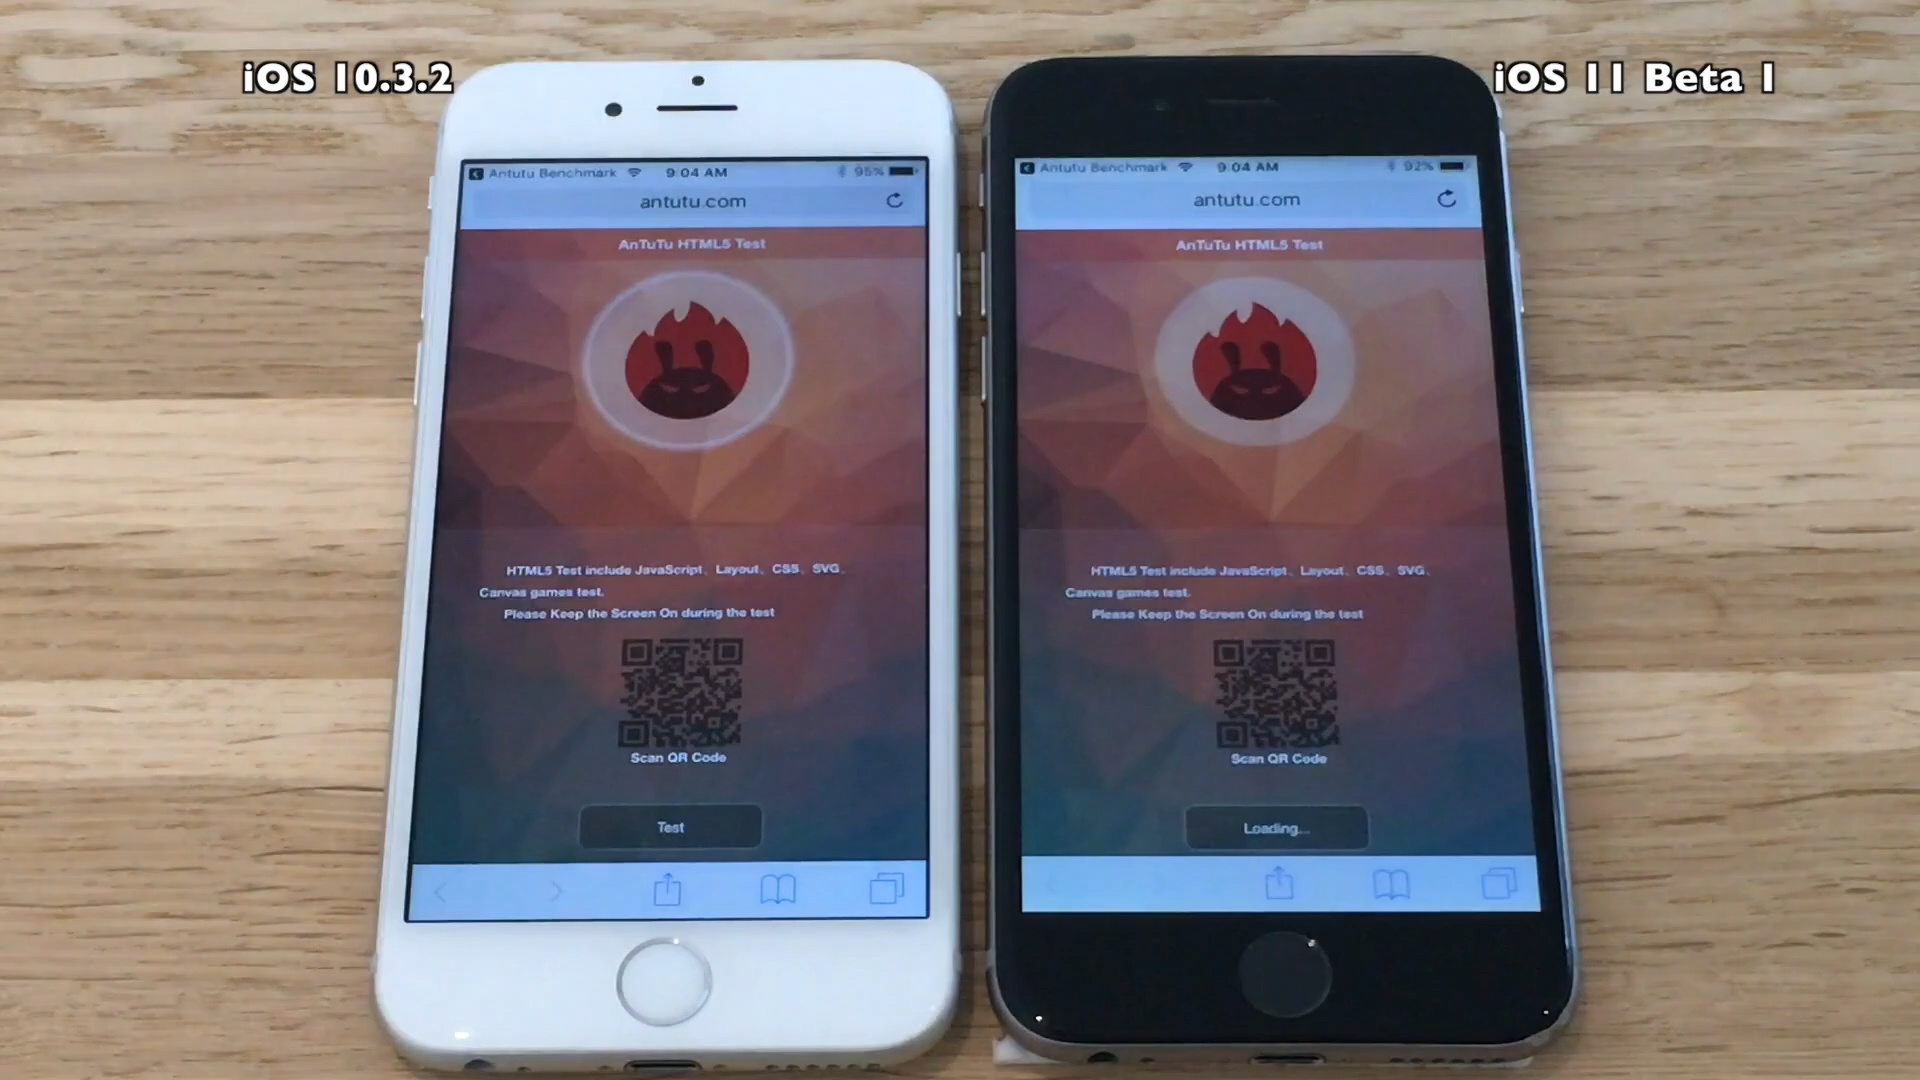 iOS 10.3.2
iOS 11 Beta 1
Antutu Benchmark 9:04 AM 95%
antutu.com
AnTuTu HTML5 Test
HTML5 Test include JavaScript、Layout、CSS、SVG、
Canvas games test.
Please Keep the Screen On during the test
Scan QR Code
Test
Antutu Benchmark 9:04 AM 92%
antutu.com
AnTuTu HTML5 Test
HTML5 Test include JavaScript、Layout、CSS、SVG、
Canvas games test.
Please Keep the Screen On during the test
Scan QR Code
Loading...